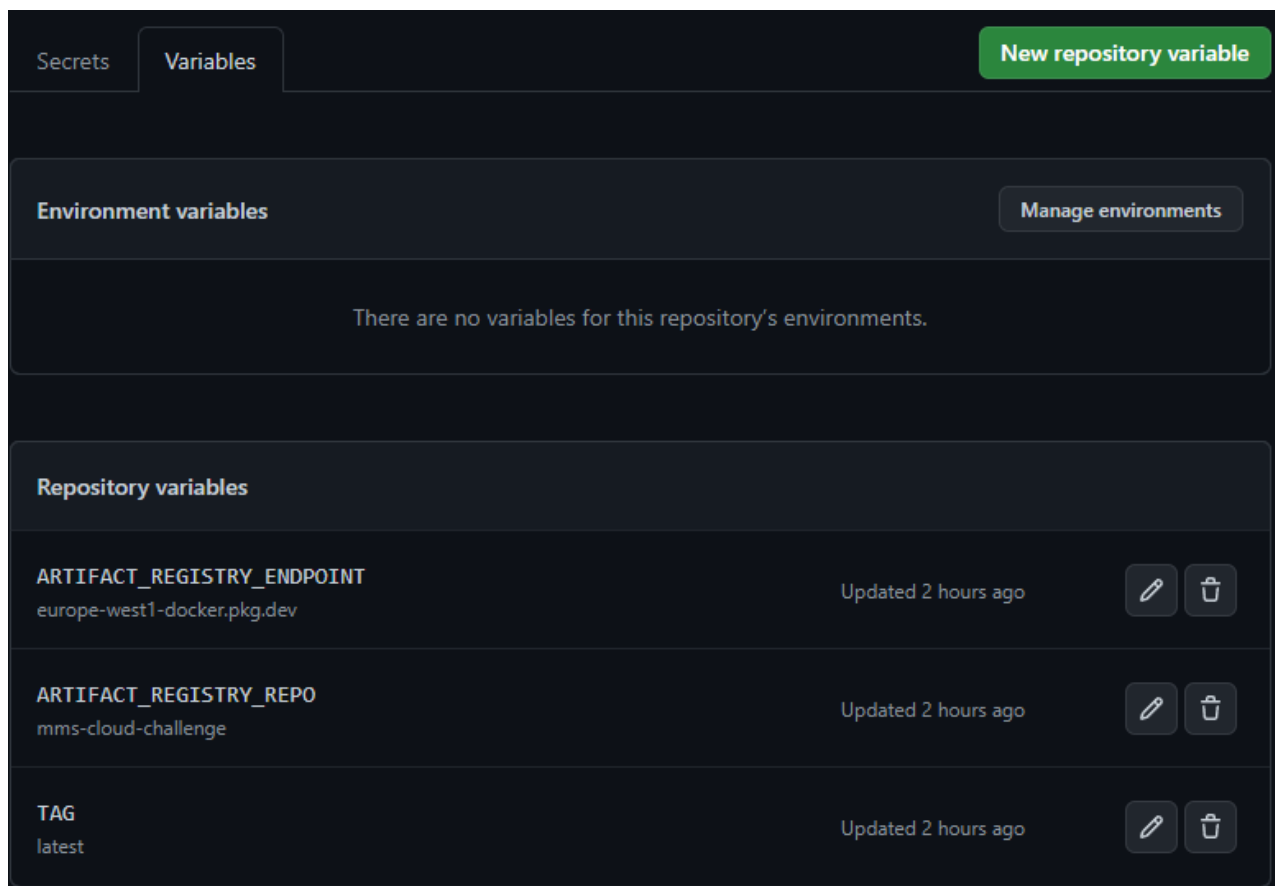 Secrets
Variables
New repository variable
Environment variables
Manage environments
There are no variables for this repository's environments.
Repository variables
ARTIFACT_REGISTRY_ENDPOINT
europe-west1-docker.pkg.dev
Updated 2 hours ago
ARTIFACT_REGISTRY_REPO
mms-cloud-challenge
Updated 2 hours ago
TAG
latest
Updated 2 hours ago